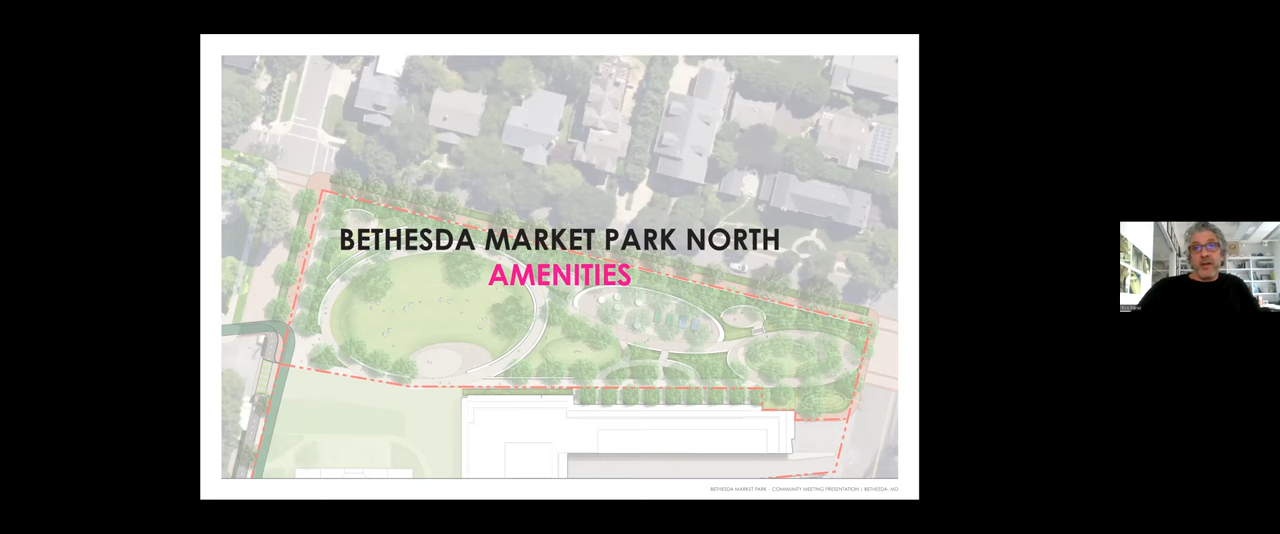 BETHESDA MARKET PARK NORTH
AMENITIES
BETHESDA MARKET PARK - COMMUNITY MEETING PRESENTATION | BETHESDA, MD